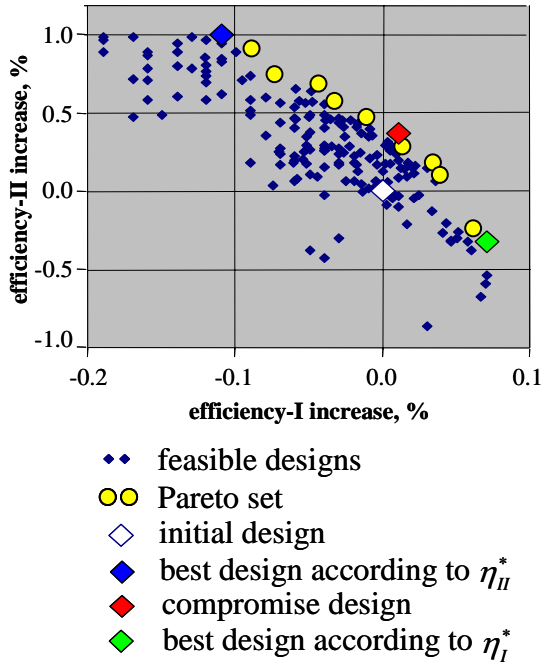 1.0
0.5
0.0
-0.5
-1.0
efficiency-II increase, %
-0.2 -0.1 0.0 0.1
efficiency-I increase, %
feasible designs
Pareto set
initial design
best design according to η*II
compromise design
best design according to η*I